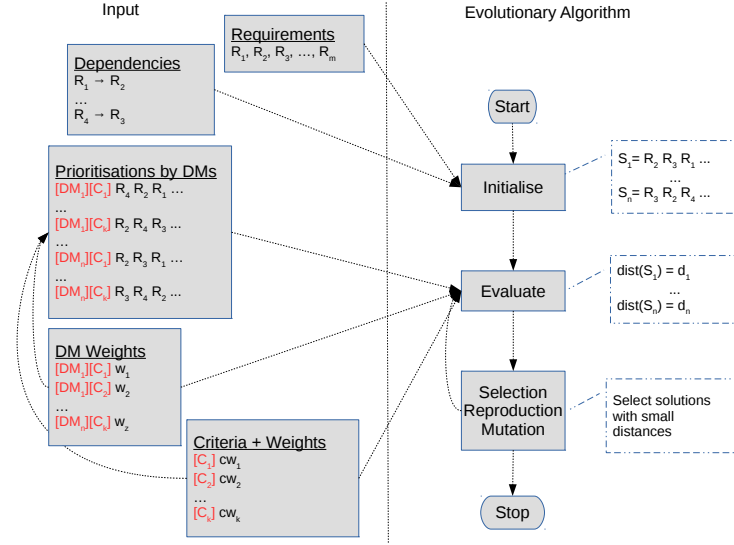 Input
Evolutionary Algorithm
Requirements
R₁, R₂, R₃, …, Rₘ
Dependencies
R₁ → R₂
...
R₄ → R₃
Prioritisations by DMs
[DM₁][C₁] R₄ R₂ R₁ …
...
[DM₁][Cₖ] R₂ R₄ R₃ ...
...
[DMₙ][C₁] R₂ R₃ R₁ …
...
[DMₙ][Cₖ] R₃ R₄ R₂ ...
DM Weights
[DM₁][C₁] w₁
[DM₁][C₂] w₂
...
[DMₙ][Cₖ] w_z
Criteria + Weights
[C₁] cw₁
[C₂] cw₂
...
[Cₖ] cwₖ
Start
Initialise
S₁= R₂ R₃ R₁ ...
...
Sₙ= R₃ R₂ R₄ ...
Evaluate
dist(S₁) = d₁
...
dist(Sₙ) = dₙ
Selection
Reproduction
Mutation
Select solutions
with small
distances
Stop